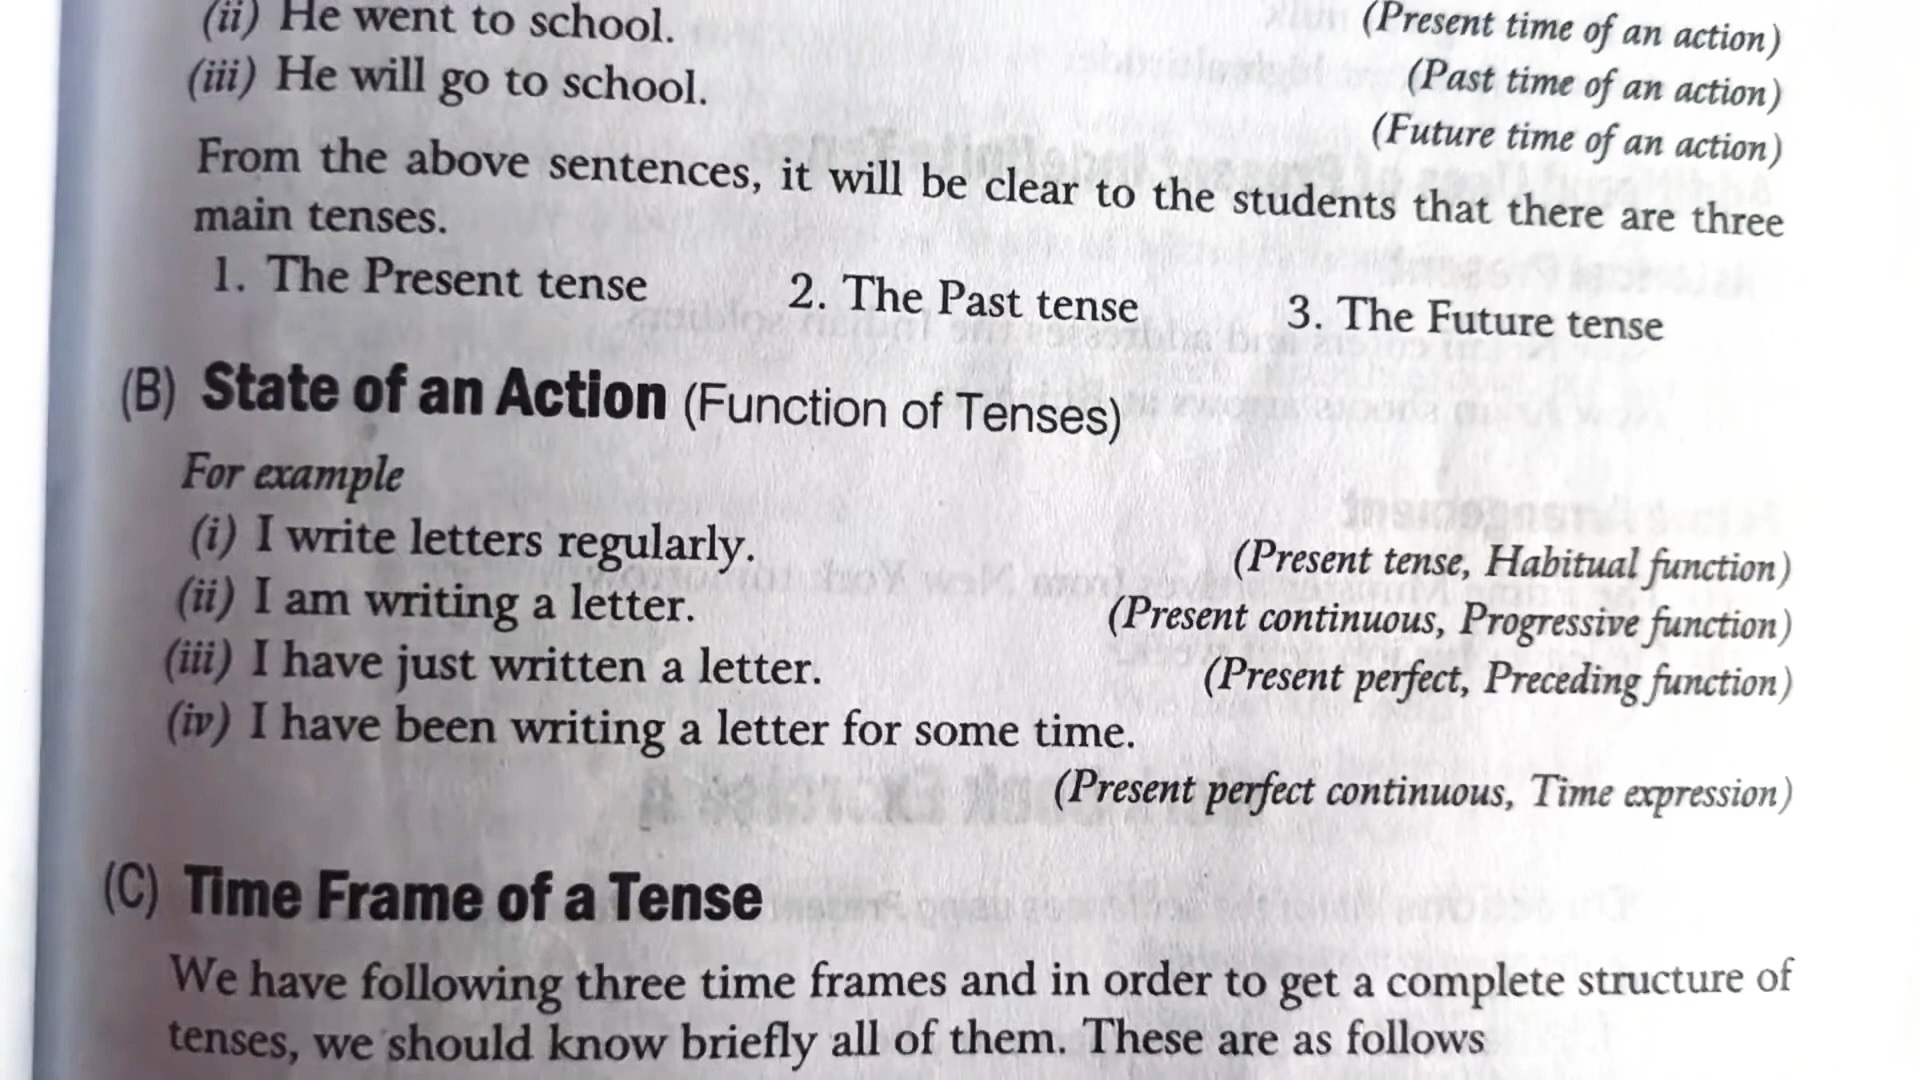 (ii) He went to school. (Present time of an action)
(iii) He will go to school. (Past time of an action)
(Future time of an action)
From the above sentences, it will be clear to the students that there are three
main tenses.
1. The Present tense 2. The Past tense 3. The Future tense
(B) State of an Action (Function of Tenses)
For example
(i) I write letters regularly. (Present tense, Habitual function)
(ii) I am writing a letter. (Present continuous, Progressive function)
(iii) I have just written a letter. (Present perfect, Preceding function)
(iv) I have been writing a letter for some time.
(Present perfect continuous, Time expression)
(C) Time Frame of a Tense
We have following three time frames and in order to get a complete structure of
tenses, we should know briefly all of them. These are as follows